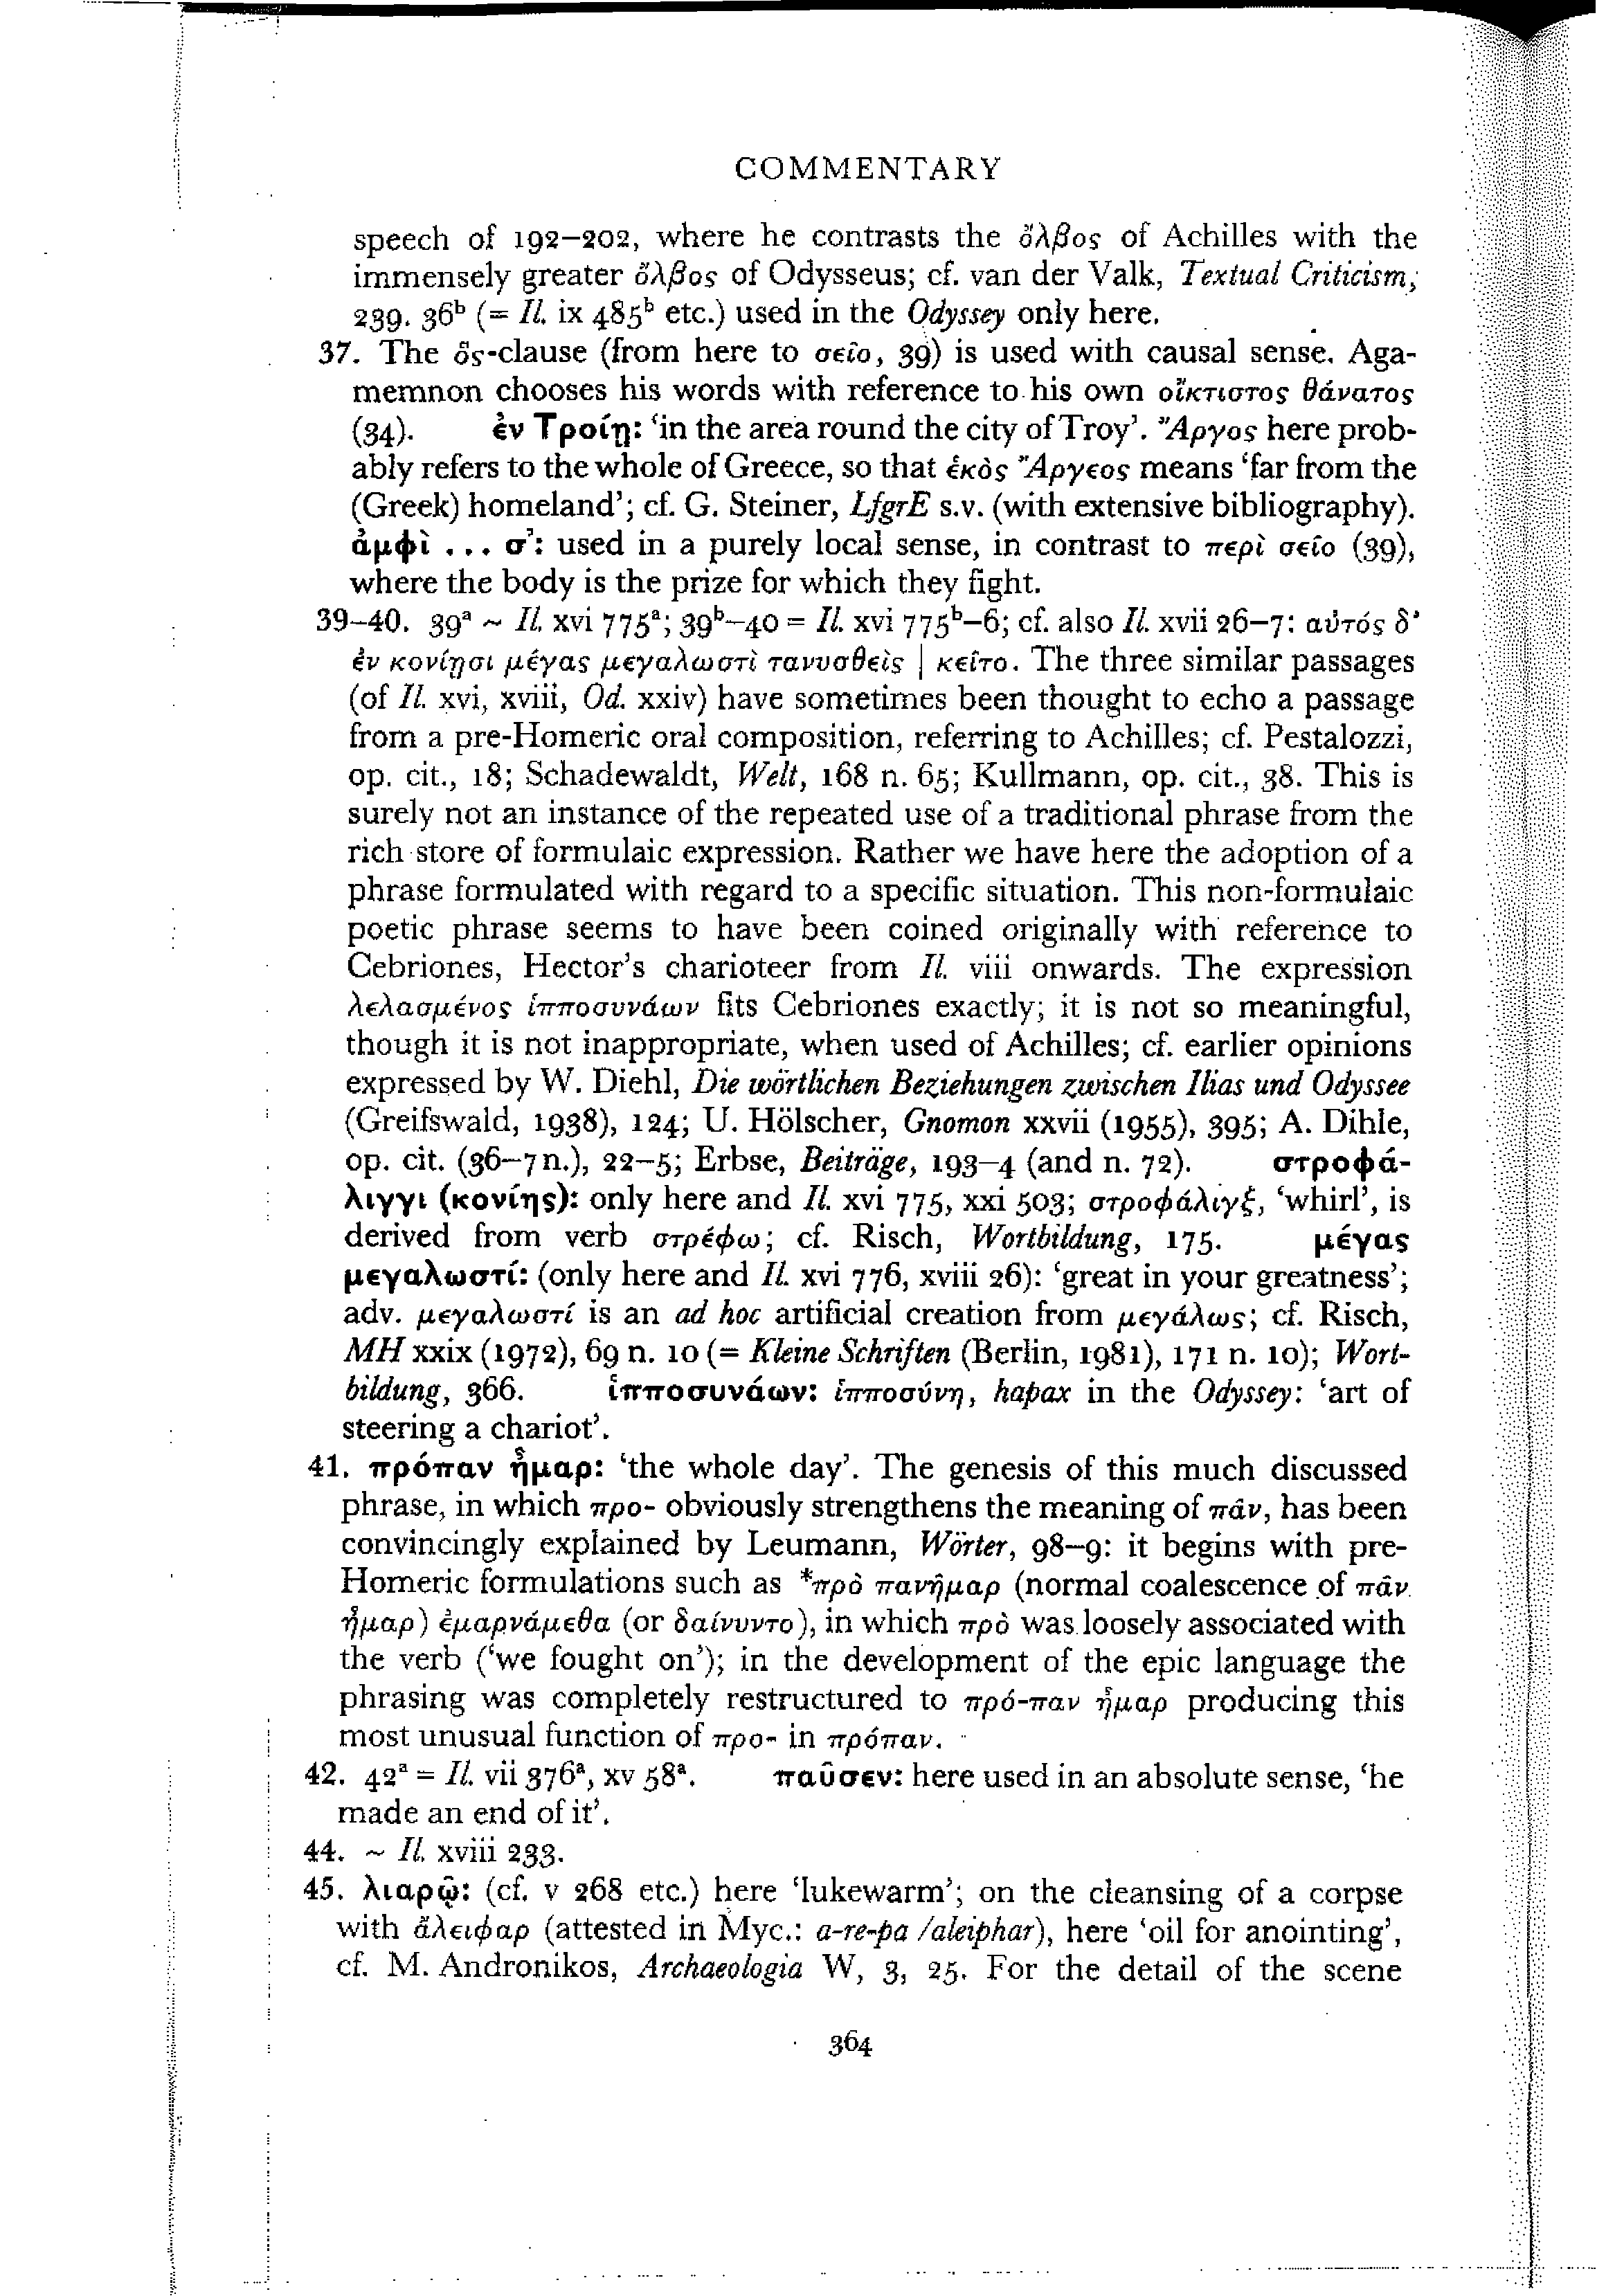 COMMENTARY
speech of 192–202, where he contrasts the ὄλβος of Achilles with the
immensely greater ὄλβος of Odysseus; cf. van der Valk, Textual Criticism,
239. 36ᵇ (= Il. ix 485ᵇ etc.) used in the Odyssey only here.
37. The ὅς-clause (from here to σεῖο, 39) is used with causal sense. Aga-
memnon chooses his words with reference to his own οἴκτιστος θάνατος
(34). ἐν Τροίῃ: ‘in the area round the city of Troy’. Ἄργος here prob-
ably refers to the whole of Greece, so that ἑκὸς Ἄργεος means ‘far from the
(Greek) homeland’; cf. G. Steiner, LfgrE s.v. (with extensive bibliography).
ἀμφὶ ... σ’: used in a purely local sense, in contrast to περὶ σεῖο (39),
where the body is the prize for which they fight.
39–40. 39ᵃ ~ Il. xvi 775ᵃ; 39ᵇ–40 = Il. xvi 775ᵇ–6; cf. also Il. xvii 26–7: αὐτός δ’
ἐν κονίῃσι μέγας μεγαλωστὶ τανυσθεὶς | κεῖτο. The three similar passages
(of Il. xvi, xviii, Od. xxiv) have sometimes been thought to echo a passage
from a pre-Homeric oral composition, referring to Achilles; cf. Pestalozzi,
op. cit., 18; Schadewaldt, Welt, 168 n. 65; Kullmann, op. cit., 38. This is
surely not an instance of the repeated use of a traditional phrase from the
rich store of formulaic expression. Rather we have here the adoption of a
phrase formulated with regard to a specific situation. This non-formulaic
poetic phrase seems to have been coined originally with reference to
Cebriones, Hector’s charioteer from Il. viii onwards. The expression
λελασμένος ἱπποσυνάων fits Cebriones exactly; it is not so meaningful,
though it is not inappropriate, when used of Achilles; cf. earlier opinions
expressed by W. Diehl, Die wörtlichen Beziehungen zwischen Ilias und Odyssee
(Greifswald, 1938), 124; U. Hölscher, Gnomon xxvii (1955), 395; A. Dihle,
op. cit. (36–7 n.), 22–5; Erbse, Beiträge, 193–4 (and n. 72). στροφά-
λιγγι (κονίης): only here and Il. xvi 775, xxi 503; στροφάλιγξ, ‘whirl’, is
derived from verb στρέφω; cf. Risch, Wortbildung, 175. μέγας
μεγαλωστί: (only here and Il. xvi 776, xviii 26): ‘great in your greatness’;
adv. μεγαλωστί is an ad hoc artificial creation from μεγάλως; cf. Risch,
MH xxix (1972), 69 n. 10 (= Kleine Schriften (Berlin, 1981), 171 n. 10); Wort-
bildung, 366. ἱπποσυνάων: ἱπποσύνη, hapax in the Odyssey: ‘art of
steering a chariot’.
41. πρόπαν ἦμαρ: ‘the whole day’. The genesis of this much discussed
phrase, in which προ- obviously strengthens the meaning of πᾶν, has been
convincingly explained by Leumann, Wörter, 98–9: it begins with pre-
Homeric formulations such as *πρὸ πανῆμαρ (normal coalescence of πᾶν
ἦμαρ) ἐμαρνάμεθα (or δαίνυντο), in which πρὸ was loosely associated with
the verb (‘we fought on’); in the development of the epic language the
phrasing was completely restructured to πρό-παν ἦμαρ producing this
most unusual function of προ- in πρόπαν.
42. 42ᵃ = Il. vii 376ᵃ, xv 58ᵃ. παῦσεν: here used in an absolute sense, ‘he
made an end of it’.
44. ~ Il. xviii 233.
45. λιαρῷ: (cf. v 268 etc.) here ‘lukewarm’; on the cleansing of a corpse
with ἄλειφαρ (attested in Myc.: a-re-pa /aleiphar), here ‘oil for anointing’,
cf. M. Andronikos, Archaeologia W, 3, 25. For the detail of the scene
364